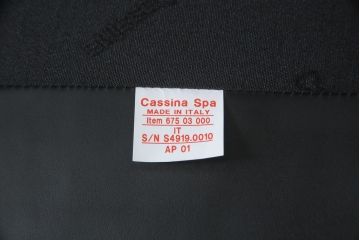 Cassina Spa
MADE IN ITALY
Item 675 03 000
IT
S/N S4919.0010
AP 01